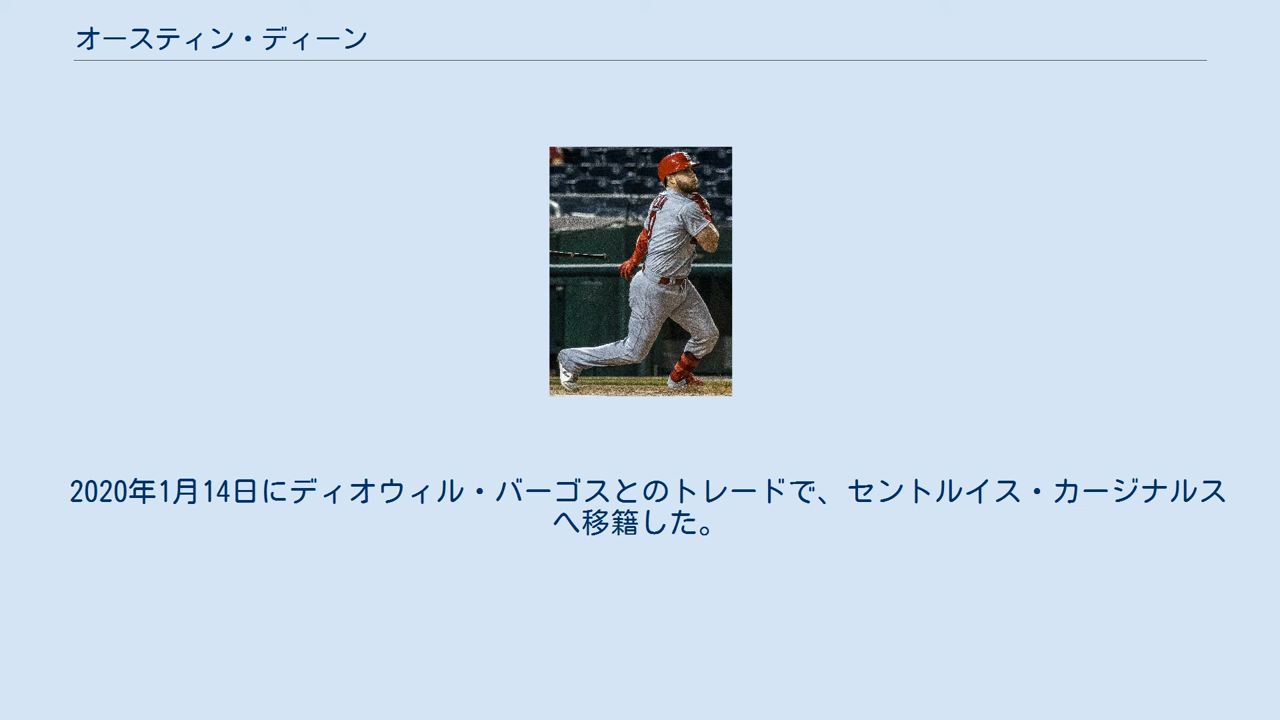 オースティン・ディーン
2020年1月14日にディオウィル・バーゴスとのトレードで、セントルイス・カージナルス
へ移籍した。